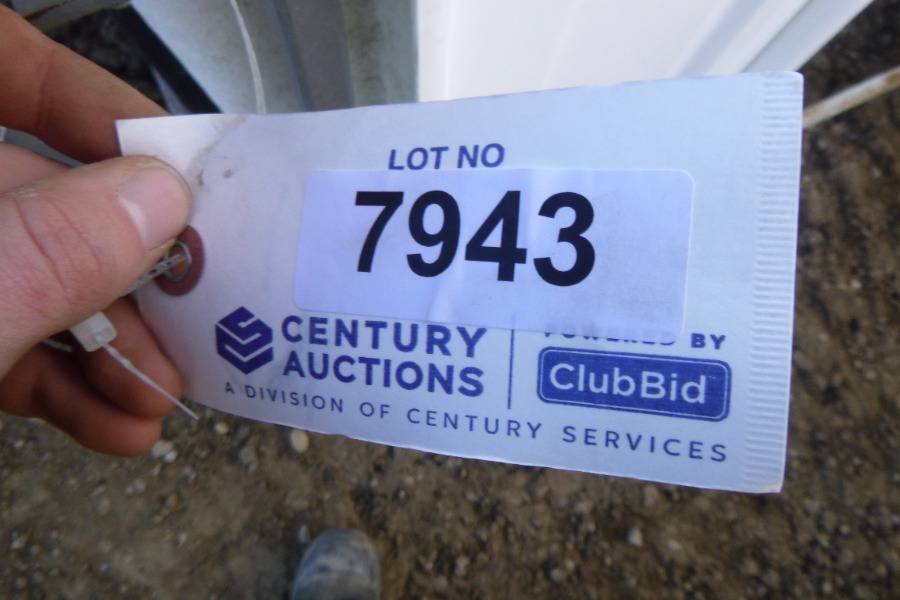 LOT NO
7943
CENTURY
AUCTIONS
A DIVISION OF CENTURY SERVICES
POWERED BY
ClubBid